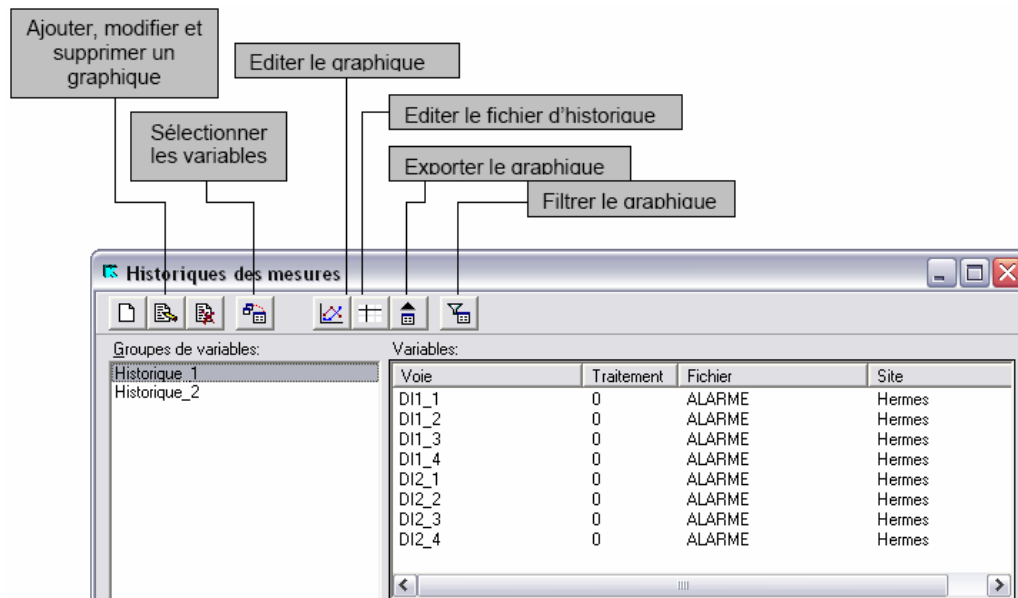 Ajouter, modifier et
supprimer un
graphique
Editer le graphique
Editer le fichier d'historique
Sélectionner
les variables
Exporter le graphique
Filtrer le graphique
Historiques des mesures
Groupes de variables:
Variables:
Historique_1
Historique_2
Voie Traitement Fichier Site
DI1_1 0 ALARME Hermes
DI1_2 0 ALARME Hermes
DI1_3 0 ALARME Hermes
DI1_4 0 ALARME Hermes
DI2_1 0 ALARME Hermes
DI2_2 0 ALARME Hermes
DI2_3 0 ALARME Hermes
DI2_4 0 ALARME Hermes